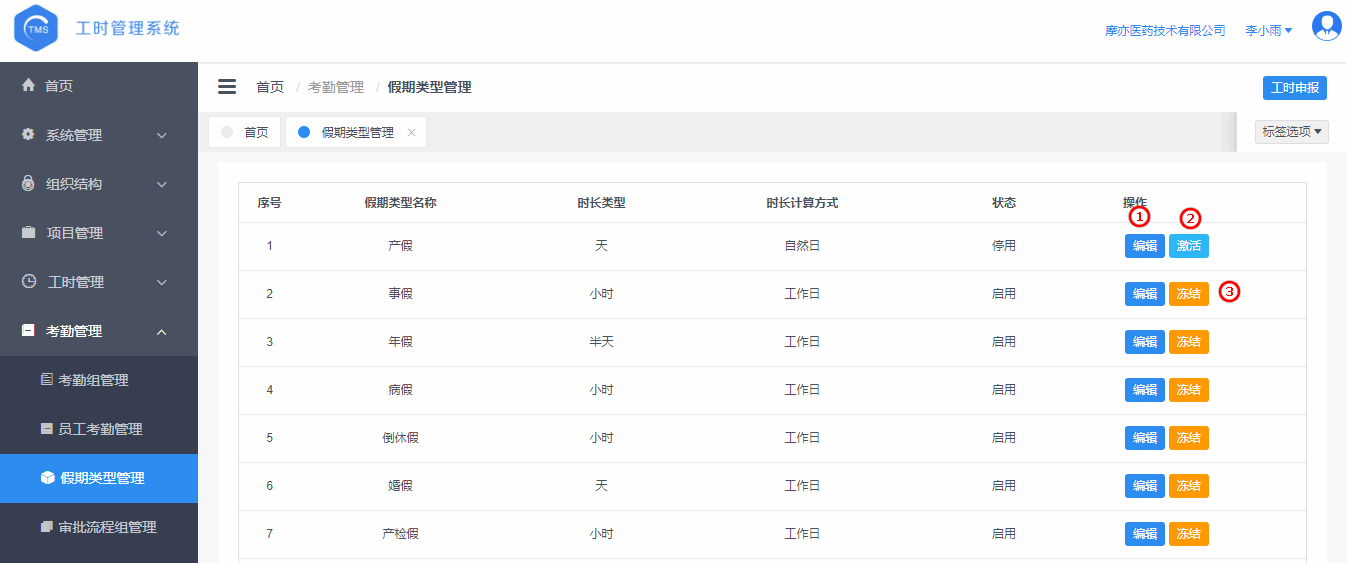 TMS 工时管理系统
摩亦医药技术有限公司 李小雨
首页
系统管理
组织结构
项目管理
工时管理
考勤管理
考勤组管理
员工考勤管理
假期类型管理
审批流程组管理
首页 / 考勤管理 / 假期类型管理
工时申报
首页 假期类型管理 ×
标签选项
序号 假期类型名称 时长类型 时长计算方式 状态 操作
① ②
1 产假 天 自然日 停用 编辑 激活
2 事假 小时 工作日 启用 编辑 冻结 ③
3 年假 半天 工作日 启用 编辑 冻结
4 病假 小时 工作日 启用 编辑 冻结
5 倒休假 小时 工作日 启用 编辑 冻结
6 婚假 天 工作日 启用 编辑 冻结
7 产检假 小时 工作日 启用 编辑 冻结